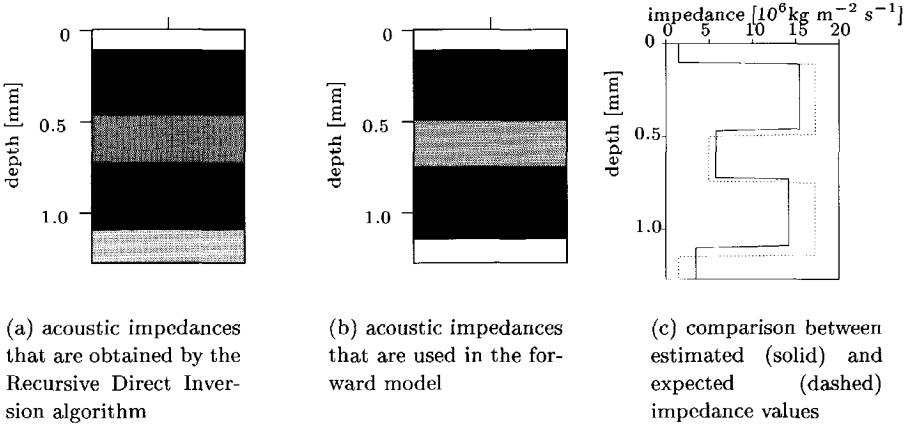 0
0.5
1.0
depth [mm]
0
0.5
1.0
depth [mm]
impedance [10⁶kg m⁻² s⁻¹]
0 5 10 15 20
0
0.5
1.0
depth [mm]
(a) acoustic impedances
that are obtained by the
Recursive Direct Inver-
sion algorithm
(b) acoustic impedances
that are used in the for-
ward model
(c) comparison between
estimated (solid) and
expected (dashed)
impedance values